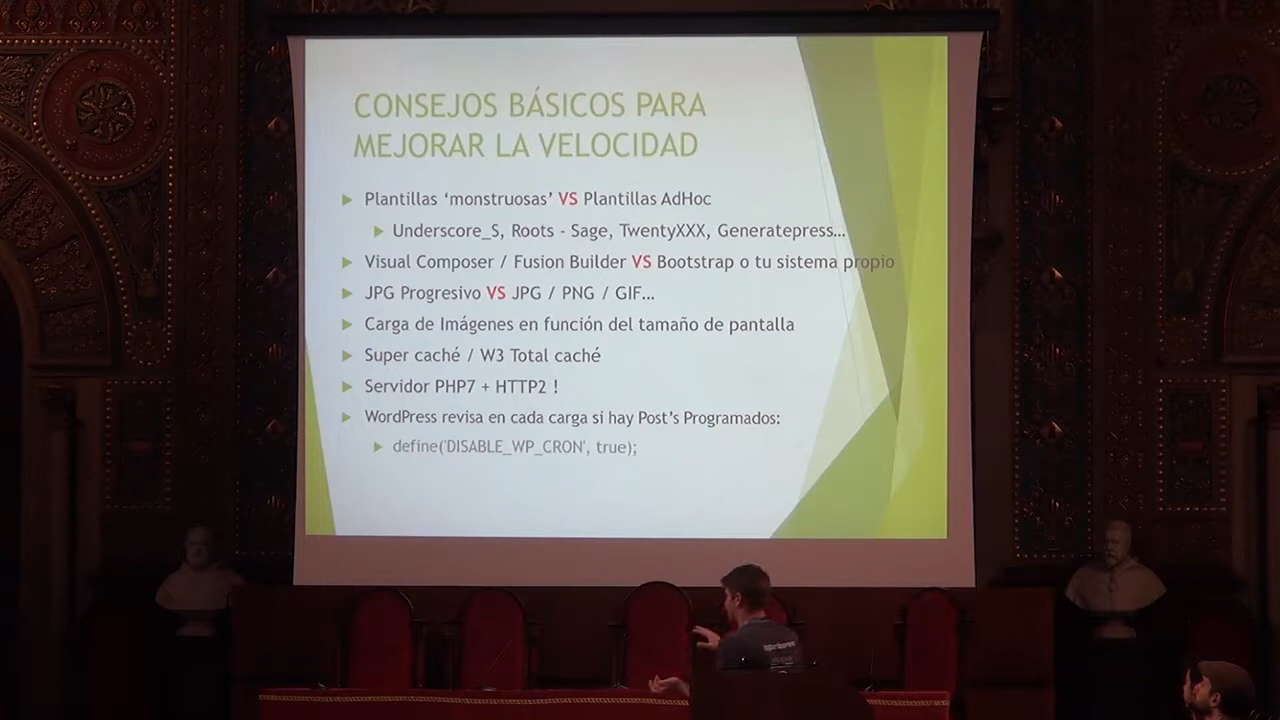 CONSEJOS BÁSICOS PARA
MEJORAR LA VELOCIDAD
Plantillas ‘monstruosas’ VS Plantillas AdHoc
Underscore_S, Roots - Sage, TwentyXXX, Generatepress…
Visual Composer / Fusion Builder VS Bootstrap o tu sistema propio
JPG Progresivo VS JPG / PNG / GIF…
Carga de Imágenes en función del tamaño de pantalla
Super caché / W3 Total caché
Servidor PHP7 + HTTP2 !
WordPress revisa en cada carga si hay Post’s Programados:
define('DISABLE_WP_CRON', true);